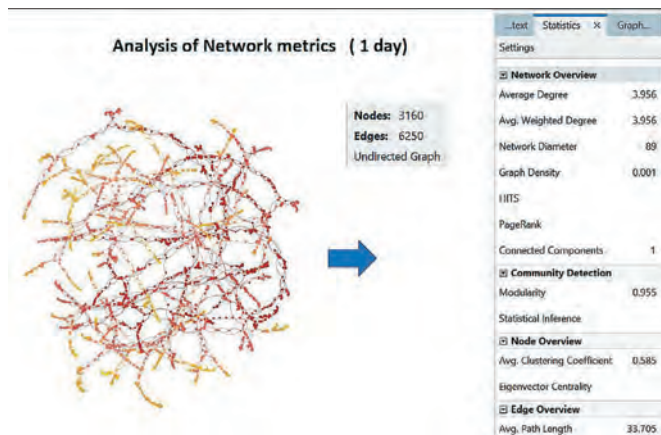 Analysis of Network metrics ( 1 day)
Nodes: 3160
Edges: 6250
Undirected Graph
...text Statistics × Graph...
Settings
Network Overview
Average Degree 3.956
Avg. Weighted Degree 3.956
Network Diameter 89
Graph Density 0.001
HITS
PageRank
Connected Components 1
Community Detection
Modularity 0.955
Statistical Inference
Node Overview
Avg. Clustering Coefficient 0.585
Eigenvector Centrality
Edge Overview
Avg. Path Length 33.705